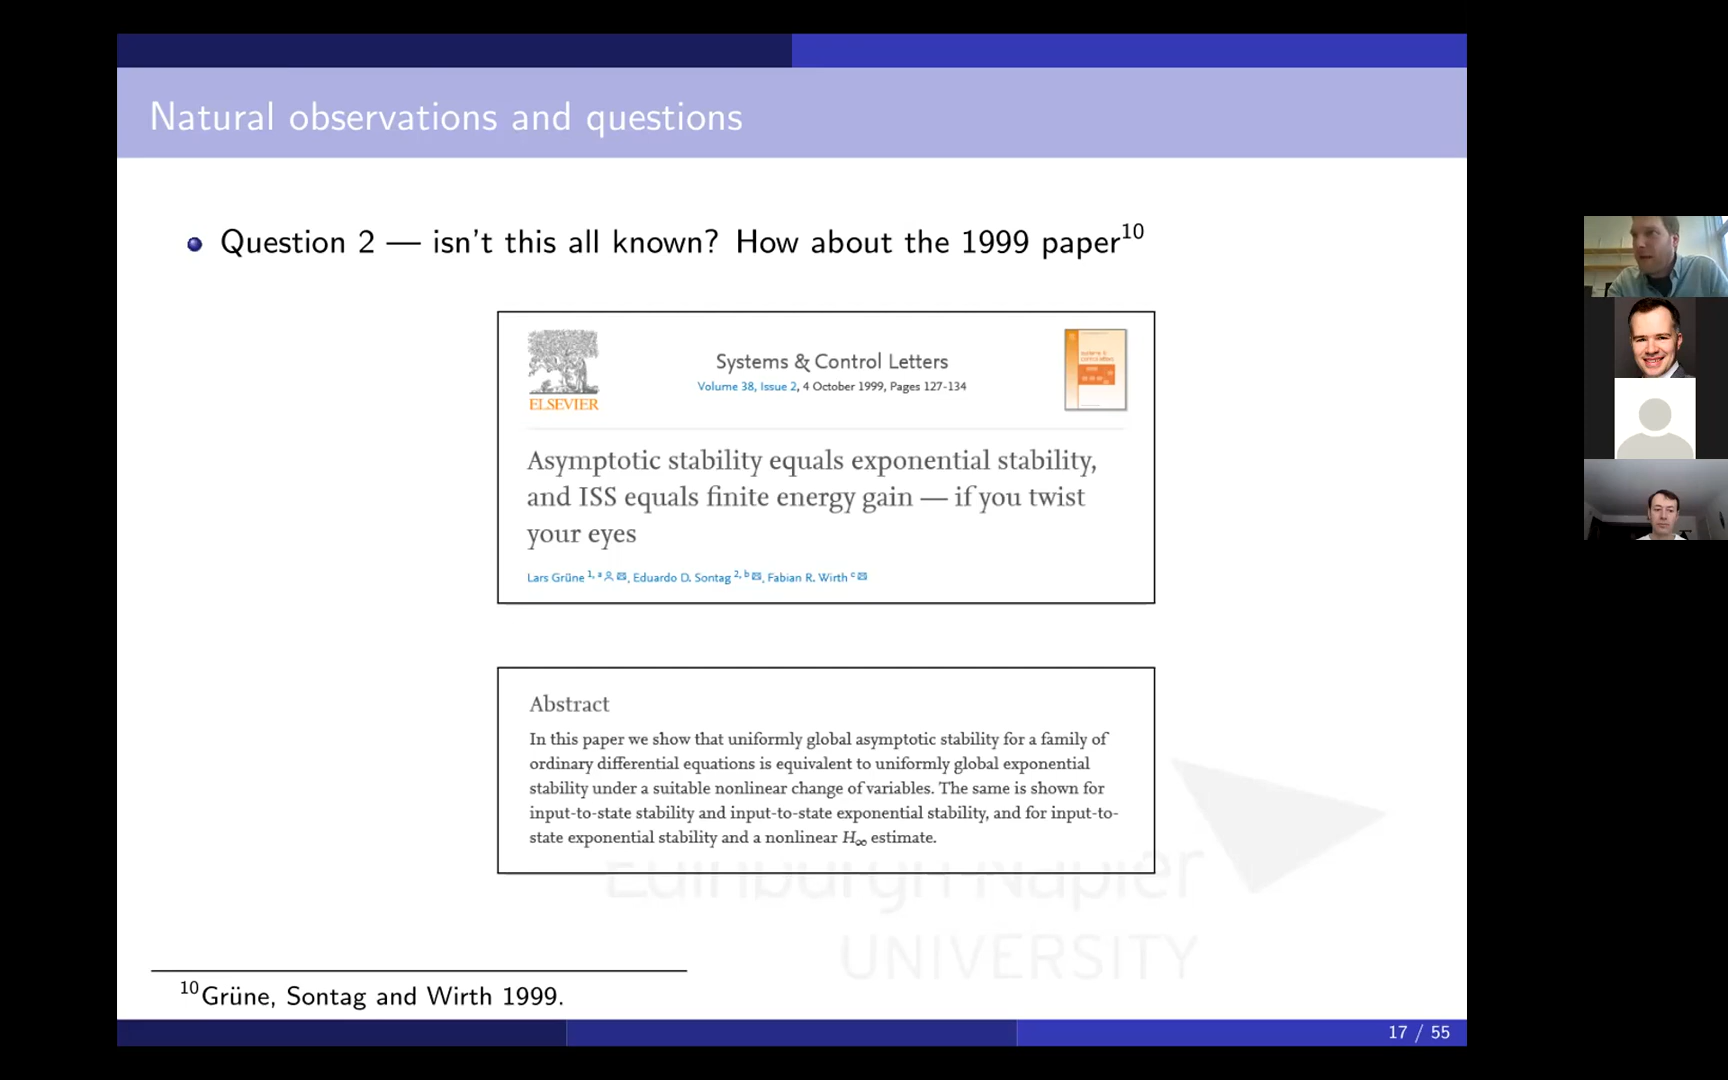 Natural observations and questions
Question 2 — isn't this all known? How about the 1999 paper10
ELSEVIER
Systems & Control Letters
Volume 38, Issue 2, 4 October 1999, Pages 127-134
Asymptotic stability equals exponential stability,
and ISS equals finite energy gain — if you twist
your eyes
Lars Grüne 1, a, Eduardo D. Sontag 2, b, Fabian R. Wirth c
Abstract
In this paper we show that uniformly global asymptotic stability for a family of
ordinary differential equations is equivalent to uniformly global exponential
stability under a suitable nonlinear change of variables. The same is shown for
input-to-state stability and input-to-state exponential stability, and for input-to-
state exponential stability and a nonlinear H∞ estimate.
Edinburgh Napier
UNIVERSITY
10Grüne, Sontag and Wirth 1999.
17 / 55